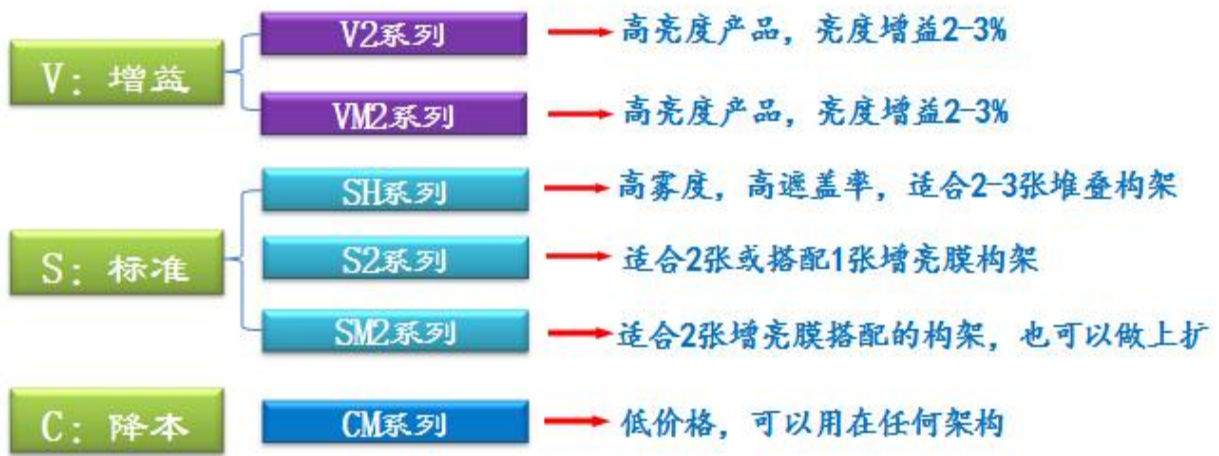 V：增益
V2系列
高亮度产品，亮度增益2-3%
VM2系列
高亮度产品，亮度增益2-3%
S：标准
SH系列
高雾度，高遮盖率，适合2-3张堆叠构架
S2系列
适合2张或搭配1张增亮膜构架
SM2系列
适合2张增亮膜搭配的构架，也可以做上扩
C：降本
CM系列
低价格，可以用在任何架构